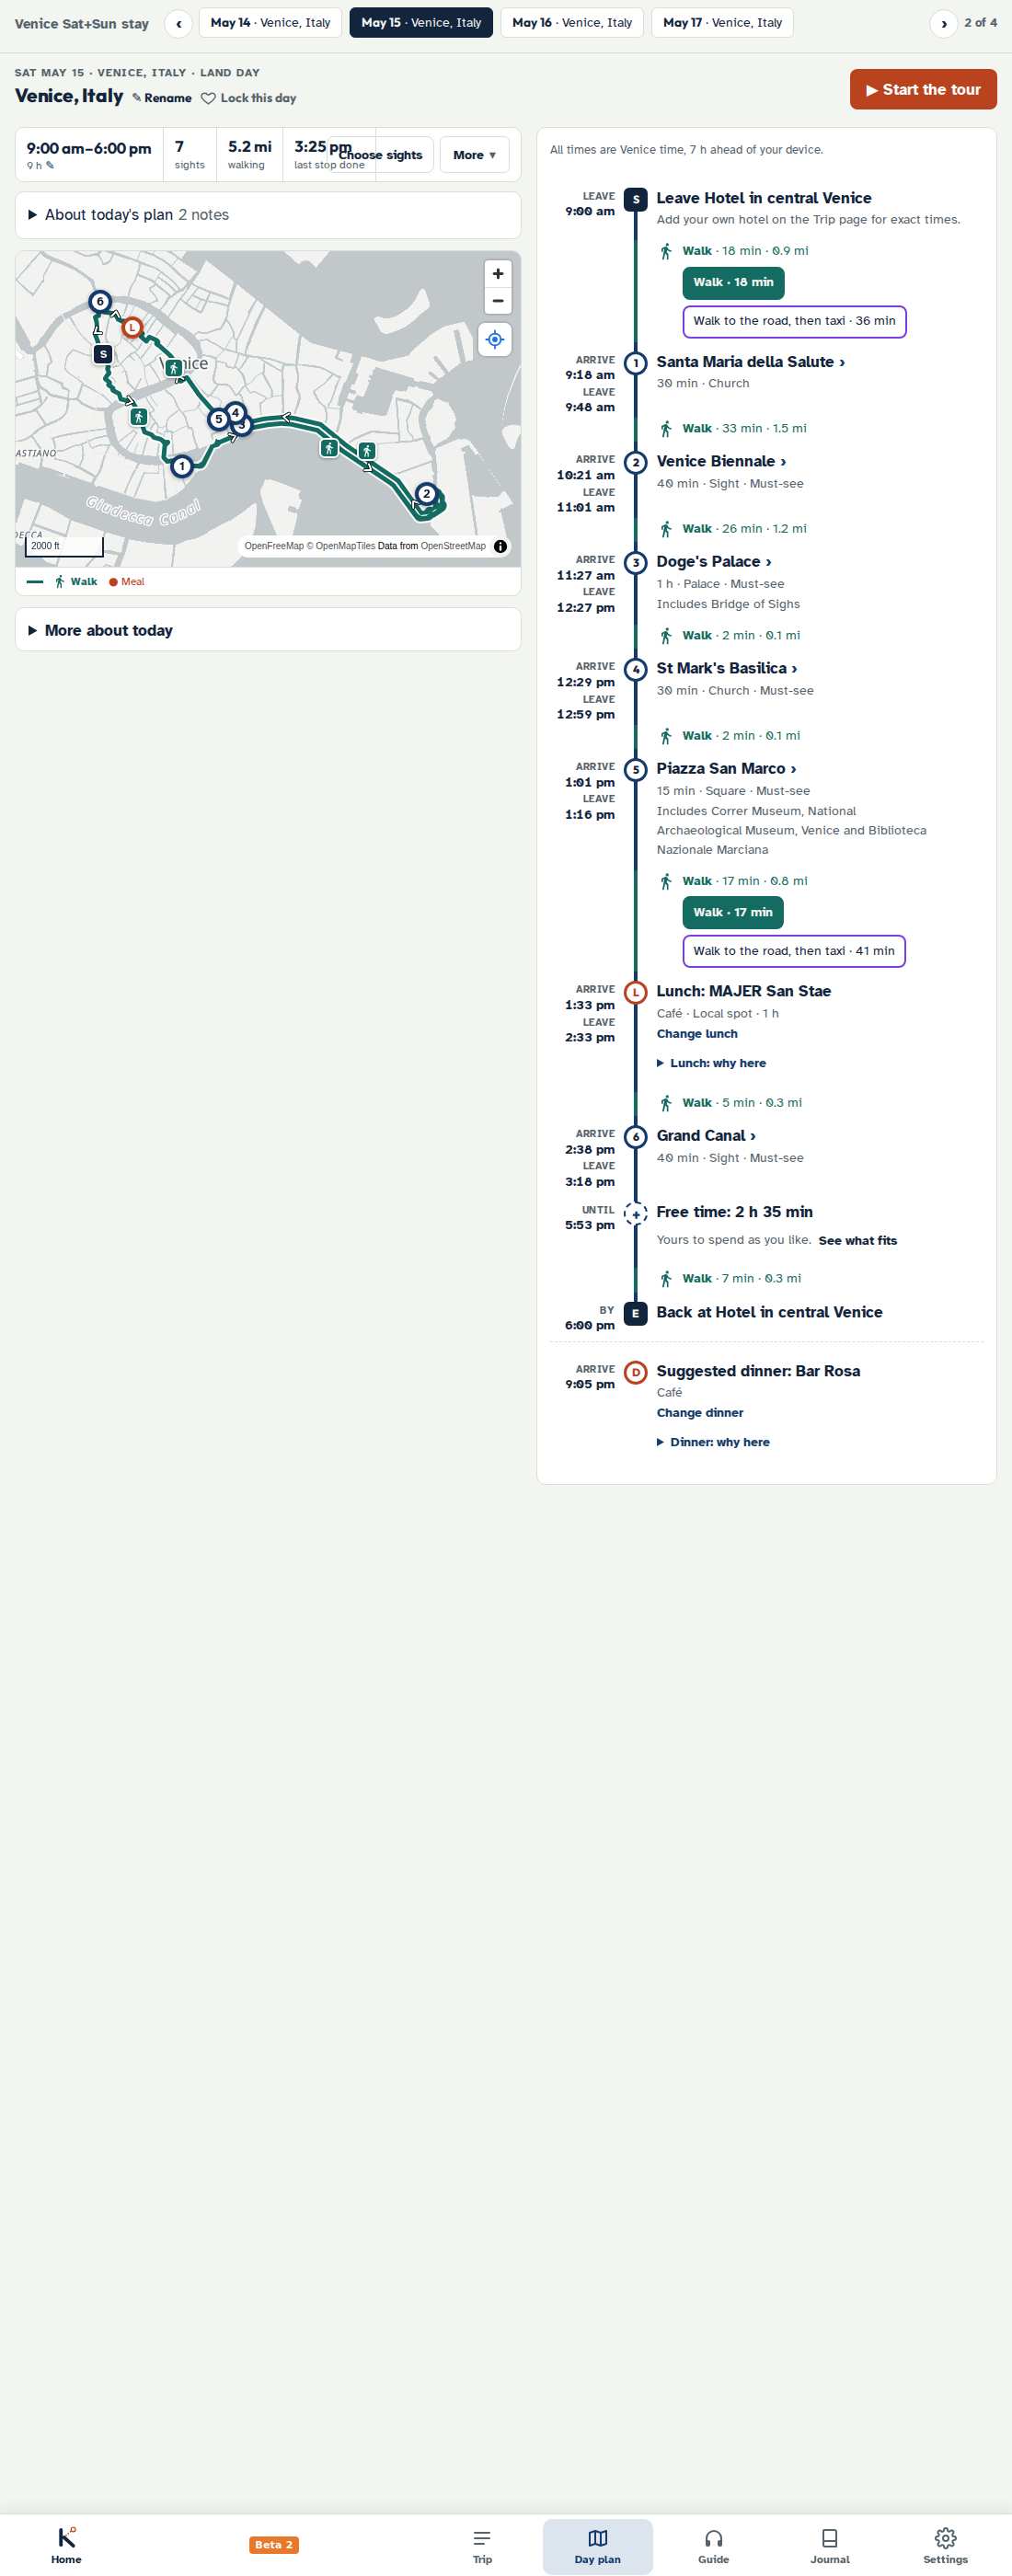 Venice Sat+Sun stay
‹
May 14 · Venice, Italy
May 15 · Venice, Italy
May 16 · Venice, Italy
May 17 · Venice, Italy
›
2 of 4
SAT MAY 15 · VENICE, ITALY · LAND DAY
Venice, Italy ✎ Rename ♡ Lock this day
▶ Start the tour
9:00 am–6:00 pm
9 h ✎
7
sights
5.2 mi
walking
3:25 pm
last stop done
Choose sights
More ▼
▶ About today's plan 2 notes
+
−
6
L
S
Venice
5
4
3
1
2
ASTIANO
Giudecca Canal
DECCA
2000 ft
OpenFreeMap © OpenMapTiles Data from OpenStreetMap
Walk
Meal
▶ More about today
All times are Venice time, 7 h ahead of your device.
LEAVE
9:00 am
S
Leave Hotel in central Venice
Add your own hotel on the Trip page for exact times.
Walk · 18 min · 0.9 mi
Walk · 18 min
Walk to the road, then taxi · 36 min
ARRIVE
9:18 am
LEAVE
9:48 am
1
Santa Maria della Salute ›
30 min · Church
Walk · 33 min · 1.5 mi
ARRIVE
10:21 am
LEAVE
11:01 am
2
Venice Biennale ›
40 min · Sight · Must-see
Walk · 26 min · 1.2 mi
ARRIVE
11:27 am
LEAVE
12:27 pm
3
Doge's Palace ›
1 h · Palace · Must-see
Includes Bridge of Sighs
Walk · 2 min · 0.1 mi
ARRIVE
12:29 pm
LEAVE
12:59 pm
4
St Mark's Basilica ›
30 min · Church · Must-see
Walk · 2 min · 0.1 mi
ARRIVE
1:01 pm
LEAVE
1:16 pm
5
Piazza San Marco ›
15 min · Square · Must-see
Includes Correr Museum, National
Archaeological Museum, Venice and Biblioteca
Nazionale Marciana
Walk · 17 min · 0.8 mi
Walk · 17 min
Walk to the road, then taxi · 41 min
ARRIVE
1:33 pm
LEAVE
2:33 pm
L
Lunch: MAJER San Stae
Café · Local spot · 1 h
Change lunch
▶ Lunch: why here
Walk · 5 min · 0.3 mi
ARRIVE
2:38 pm
LEAVE
3:18 pm
6
Grand Canal ›
40 min · Sight · Must-see
UNTIL
5:53 pm
+
Free time: 2 h 35 min
Yours to spend as you like. See what fits
Walk · 7 min · 0.3 mi
BY
6:00 pm
E
Back at Hotel in central Venice
ARRIVE
9:05 pm
D
Suggested dinner: Bar Rosa
Café
Change dinner
▶ Dinner: why here
Home
Beta 2
Trip
Day plan
Guide
Journal
Settings